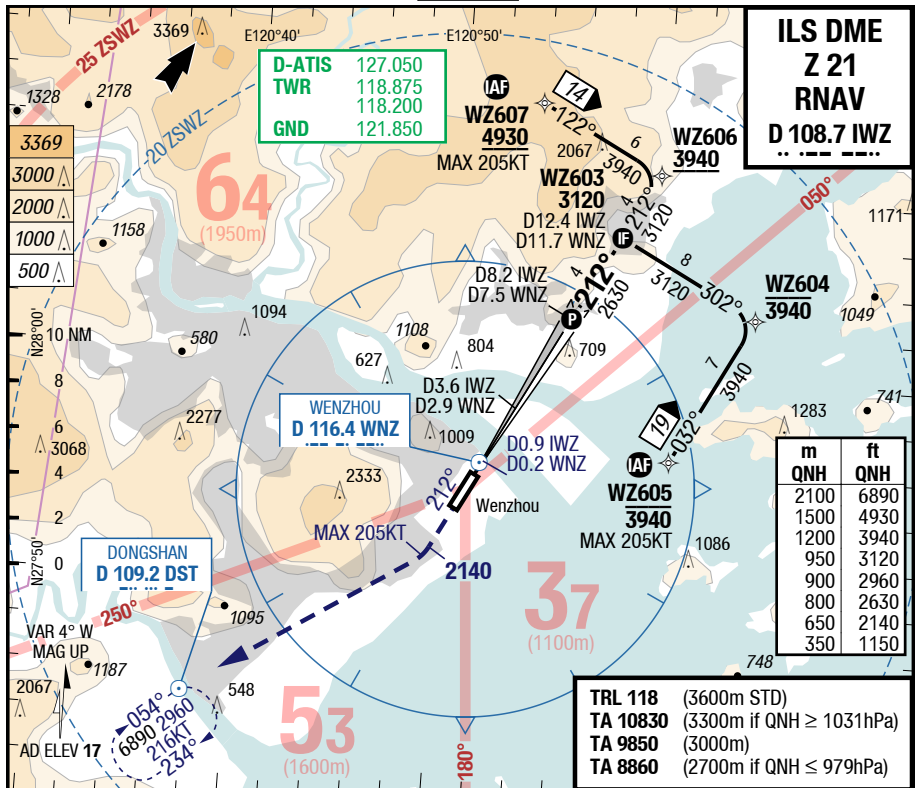 ILS DME
Z 21
RNAV
D 108.7 IWZ
25 ZSWZ
20 ZSWZ
3369
E120°40'
E120°50'
D-ATIS 127.050
TWR 118.875
118.200
GND 121.850
1328
2178
3369
3000
2000
1000
500
64
(1950m)
IAF
WZ607
4930
MAX 205KT
14
122°
6
3940
2067
WZ606
3940
WZ603
3120
D12.4 IWZ
D11.7 WNZ
IF
4
212°
3120
050°
1171
1158
D8.2 IWZ
D7.5 WNZ
4
212°
2630
P
8
3120
302°
WZ604
3940
1049
N28°00'
10 NM
8
6
4
2
0
N27°50'
1094
580
1108
804
627
709
7
3940
741
D3.6 IWZ
D2.9 WNZ
WENZHOU
D 116.4 WNZ
1009
2277
3068
2333
D0.9 IWZ
D0.2 WNZ
Wenzhou
19
032°
IAF
WZ605
3940
MAX 205KT
1283
1086
212°
MAX 205KT
2140
m ft
QNH QNH
2100 6890
1500 4930
1200 3940
950 3120
900 2960
800 2630
650 2140
350 1150
DONGSHAN
D 109.2 DST
250°
1095
37
(1100m)
VAR 4° W
MAG UP
1187
2067
AD ELEV 17
054°
6890 2960
216KT
234°
548
53
(1600m)
180°
748
TRL 118 (3600m STD)
TA 10830 (3300m if QNH ≥ 1031hPa)
TA 9850 (3000m)
TA 8860 (2700m if QNH ≤ 979hPa)